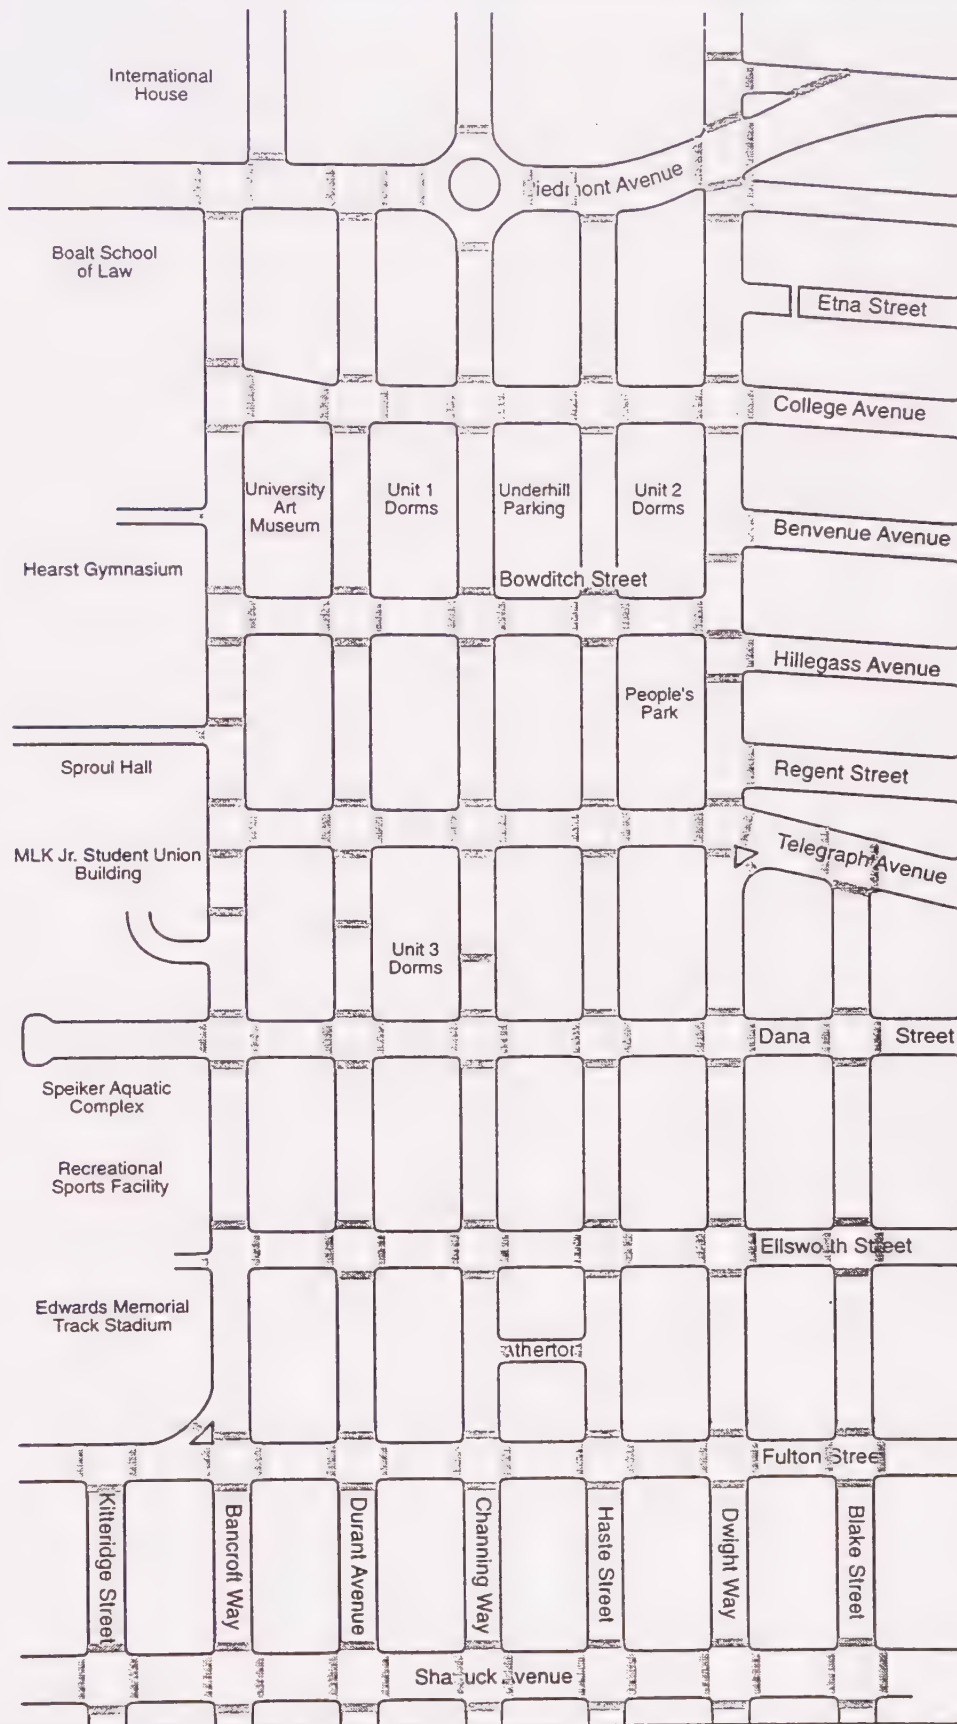 International
House
Piedmont Avenue
Boalt School
of Law
Etna Street
College Avenue
University
Art
Museum
Unit 1
Dorms
Underhill
Parking
Unit 2
Dorms
Benvenue Avenue
Hearst Gymnasium
Bowditch Street
Hillegass Avenue
People's
Park
Sproul Hall
Regent Street
MLK Jr. Student Union
Building
Telegraph Avenue
Unit 3
Dorms
Dana Street
Speiker Aquatic
Complex
Recreational
Sports Facility
Ellsworth Street
Edwards Memorial
Track Stadium
Atherton
Fulton Street
Kitteridge Street
Bancroft Way
Durant Avenue
Channing Way
Haste Street
Dwight Way
Blake Street
Shattuck Avenue